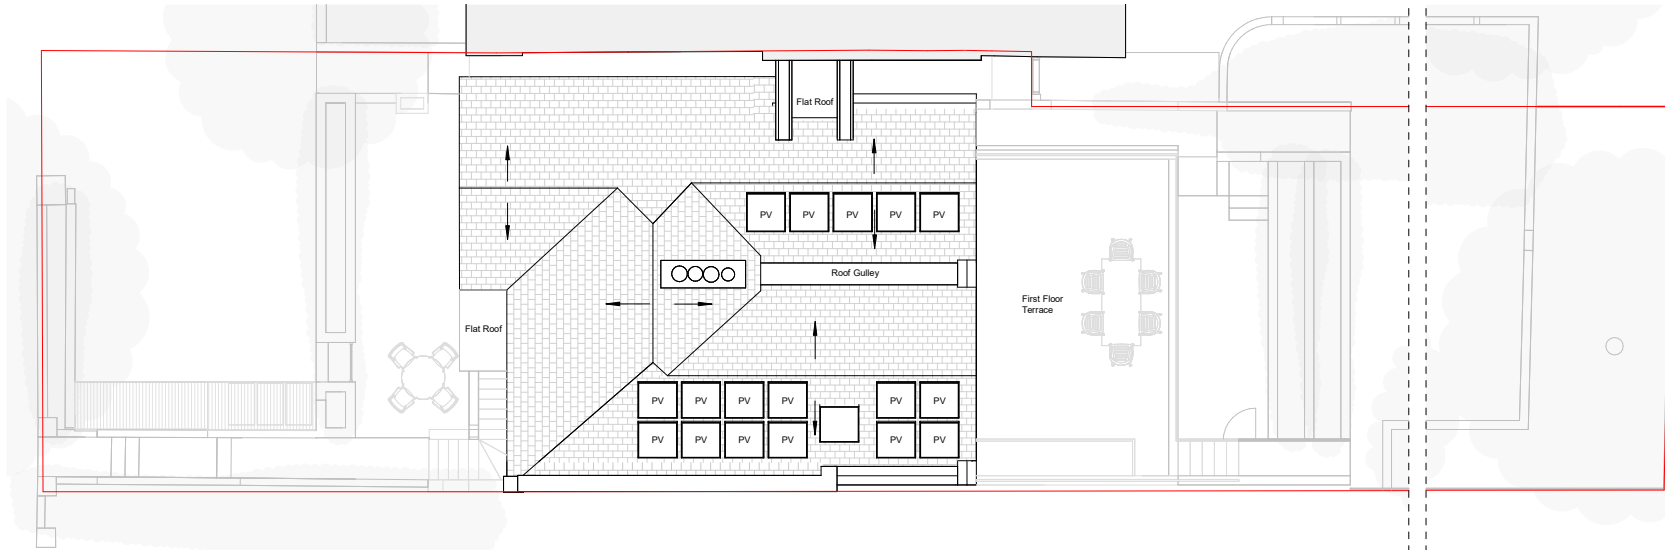 Flat Roof
PV PV PV PV PV
Roof Gulley
First Floor
Terrace
Flat Roof
PV PV PV PV PV PV
PV PV PV PV PV PV